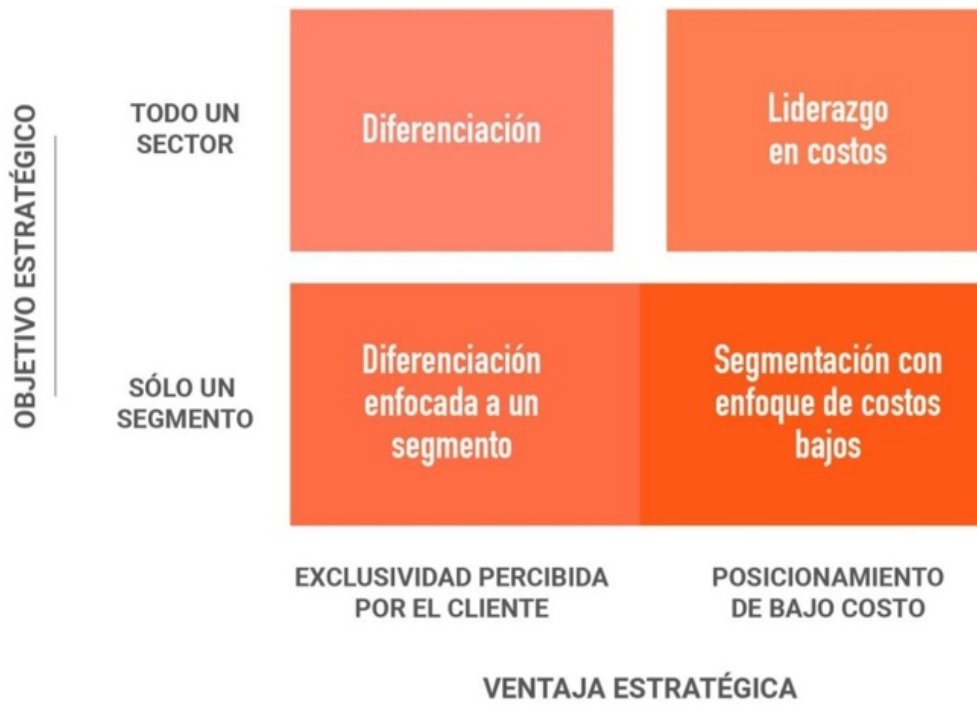 OBJETIVO ESTRATÉGICO
TODO UN
SECTOR
Diferenciación
Liderazgo
en costos
SÓLO UN
SEGMENTO
Diferenciación
enfocada a un
segmento
Segmentación con
enfoque de costos
bajos
EXCLUSIVIDAD PERCIBIDA
POR EL CLIENTE
POSICIONAMIENTO
DE BAJO COSTO
VENTAJA ESTRATÉGICA